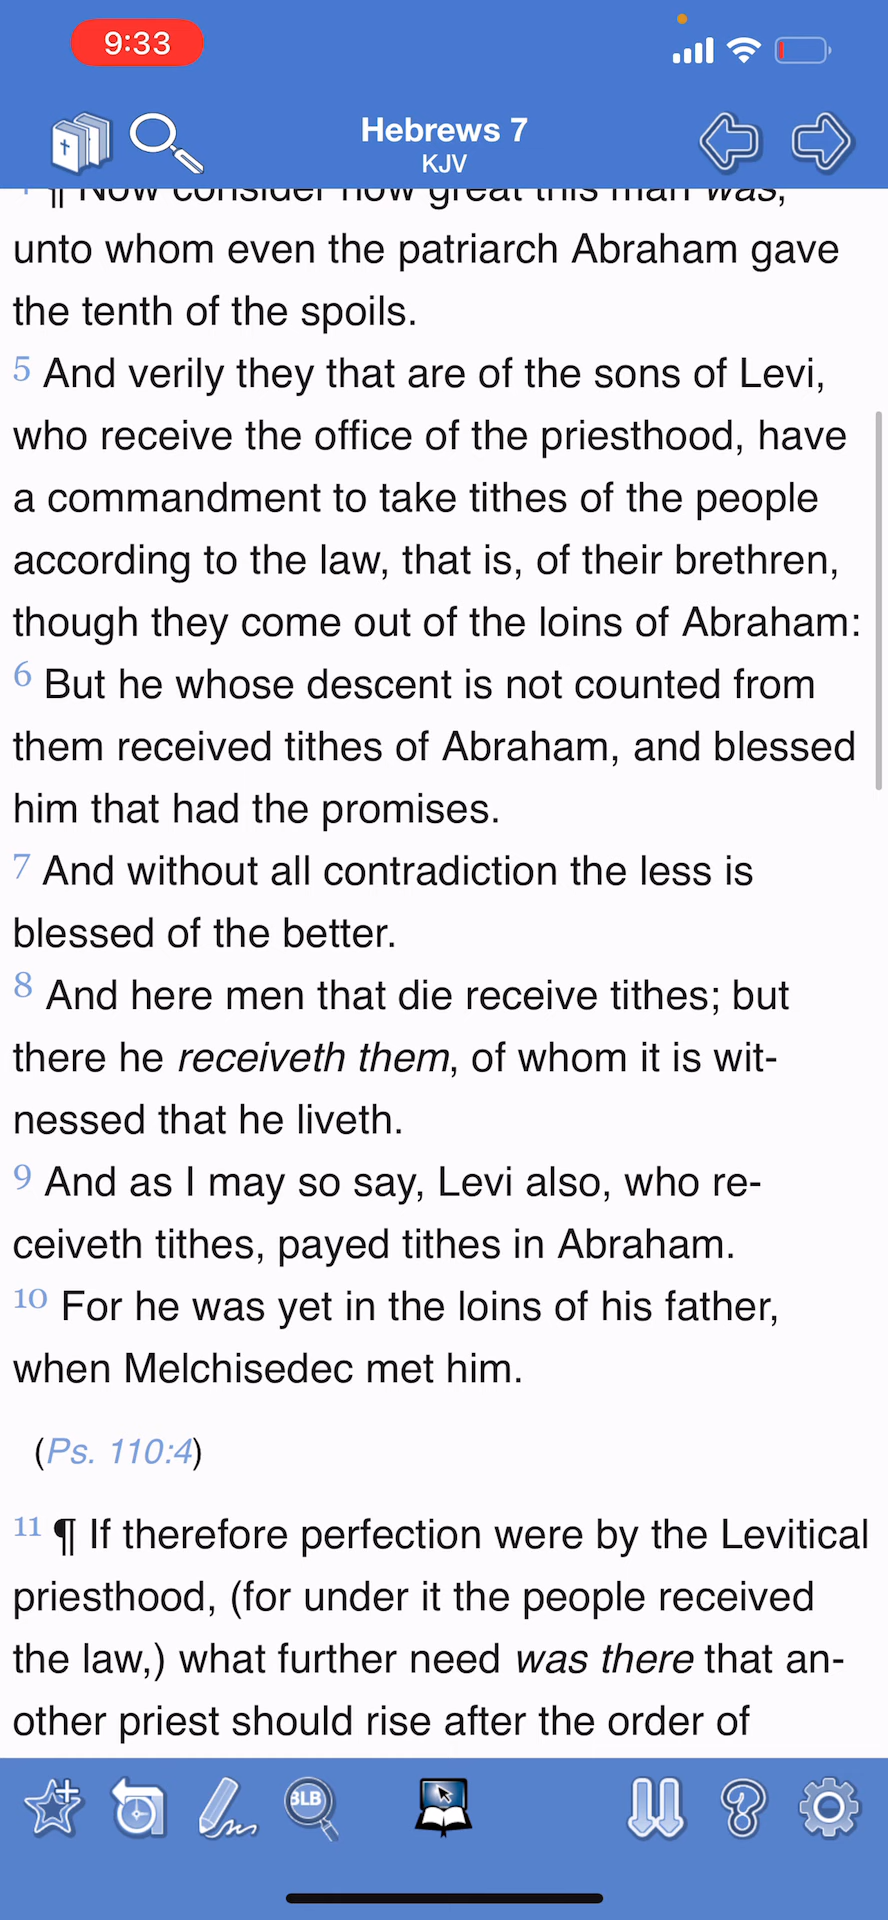 9:33
Hebrews 7
KJV
4 ¶ Now consider how great this man was,
unto whom even the patriarch Abraham gave
the tenth of the spoils.
5 And verily they that are of the sons of Levi,
who receive the office of the priesthood, have
a commandment to take tithes of the people
according to the law, that is, of their brethren,
though they come out of the loins of Abraham:
6 But he whose descent is not counted from
them received tithes of Abraham, and blessed
him that had the promises.
7 And without all contradiction the less is
blessed of the better.
8 And here men that die receive tithes; but
there he receiveth them, of whom it is wit-
nessed that he liveth.
9 And as I may so say, Levi also, who re-
ceiveth tithes, payed tithes in Abraham.
10 For he was yet in the loins of his father,
when Melchisedec met him.
(Ps. 110:4)
11 ¶ If therefore perfection were by the Levitical
priesthood, (for under it the people received
the law,) what further need was there that an-
other priest should rise after the order of
BLB